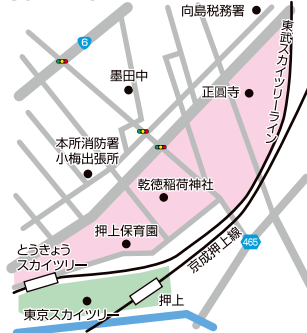 向島税務署
6
東武スカイツリーライン
墨田中
正圓寺
本所消防署
小梅出張所
乾徳稲荷神社
押上保育園
465
京成押上線
とうきょう
スカイツリー
押上
東京スカイツリー